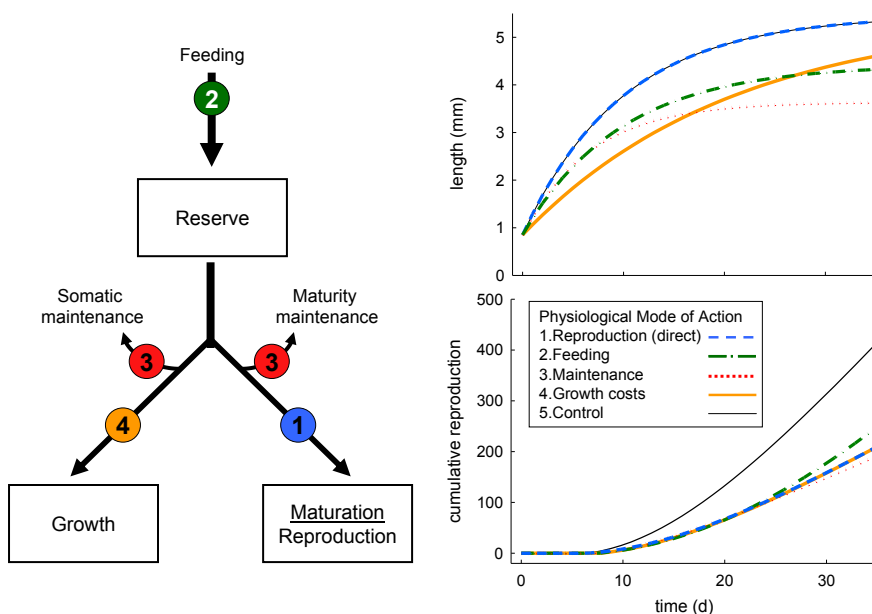 Feeding
2
Reserve
Somatic
maintenance
Maturity
maintenance
3
3
4
1
Growth
Maturation
Reproduction
5
4
3
2
1
0
length (mm)
500
400
300
200
100
0
cumulative reproduction
Physiological Mode of Action
1.Reproduction (direct)
2.Feeding
3.Maintenance
4.Growth costs
5.Control
0
10
20
30
time (d)